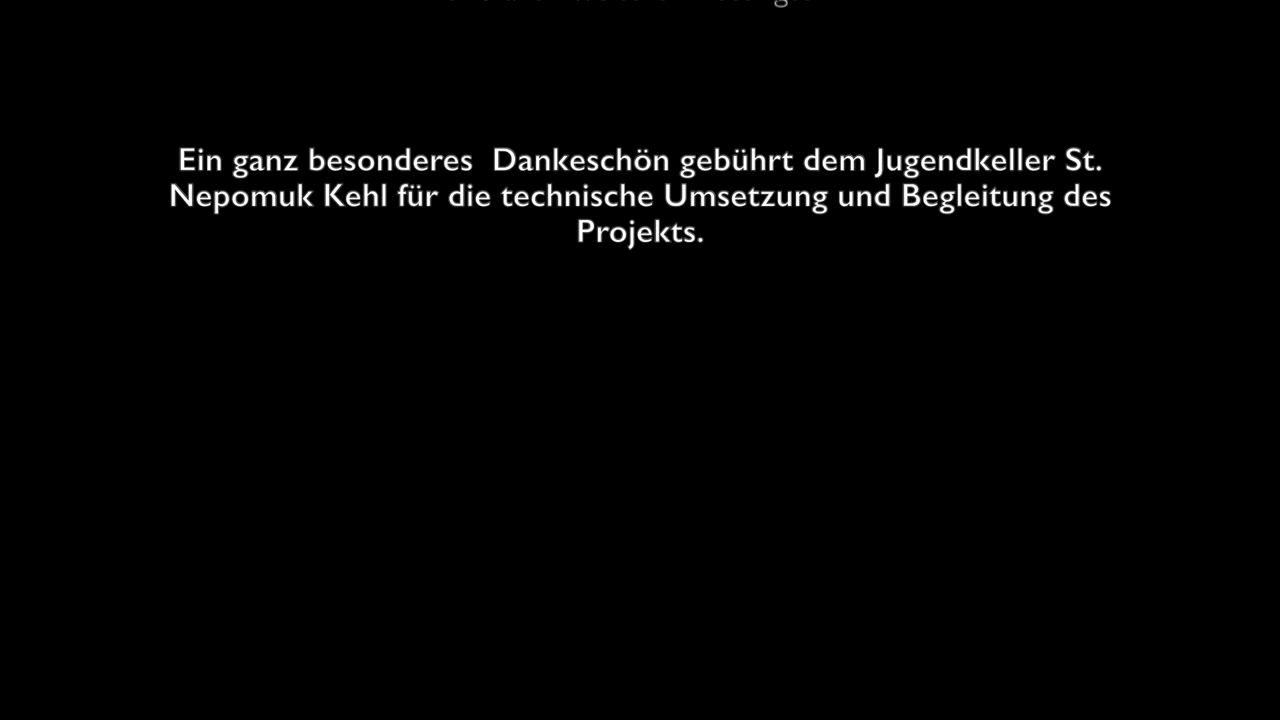 Ein ganz besonderes  Dankeschön gebührt dem Jugendkeller St.
Nepomuk Kehl für die technische Umsetzung und Begleitung des
Projekts.